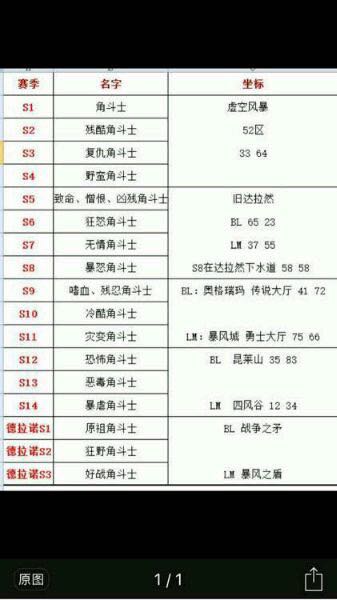 赛季 名字 坐标
S1 角斗士 虚空风暴
S2 残酷角斗士 52区
S3 复仇角斗士 33 64
S4 野蛮角斗士
S5 致命、憎恨、凶残角斗士 旧达拉然
S6 狂怒角斗士 BL 65 23
S7 无情角斗士 LM 37 55
S8 暴怒角斗士 S8在达拉然下水道 58 58
S9 嗜血、残忍角斗士 BL：奥格瑞玛 传说大厅 41 72
S10 冷酷角斗士
S11 灾变角斗士 LM：暴风城 勇士大厅 75 66
S12 恐怖角斗士 BL 昆莱山 35 83
S13 恶毒角斗士
S14 暴虐角斗士 LM 四风谷 12 34
德拉诺S1 原祖角斗士 BL 战争之矛
德拉诺S2 狂野角斗士
德拉诺S3 好战角斗士 LM 暴风之盾
原图 1/1